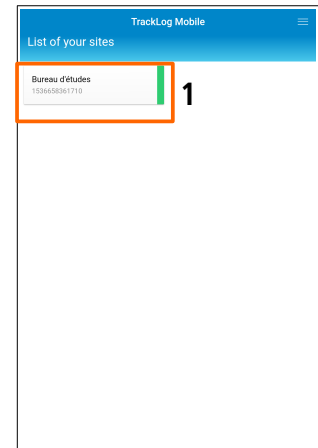 TrackLog Mobile
List of your sites
Bureau d'études
1536658361710
1